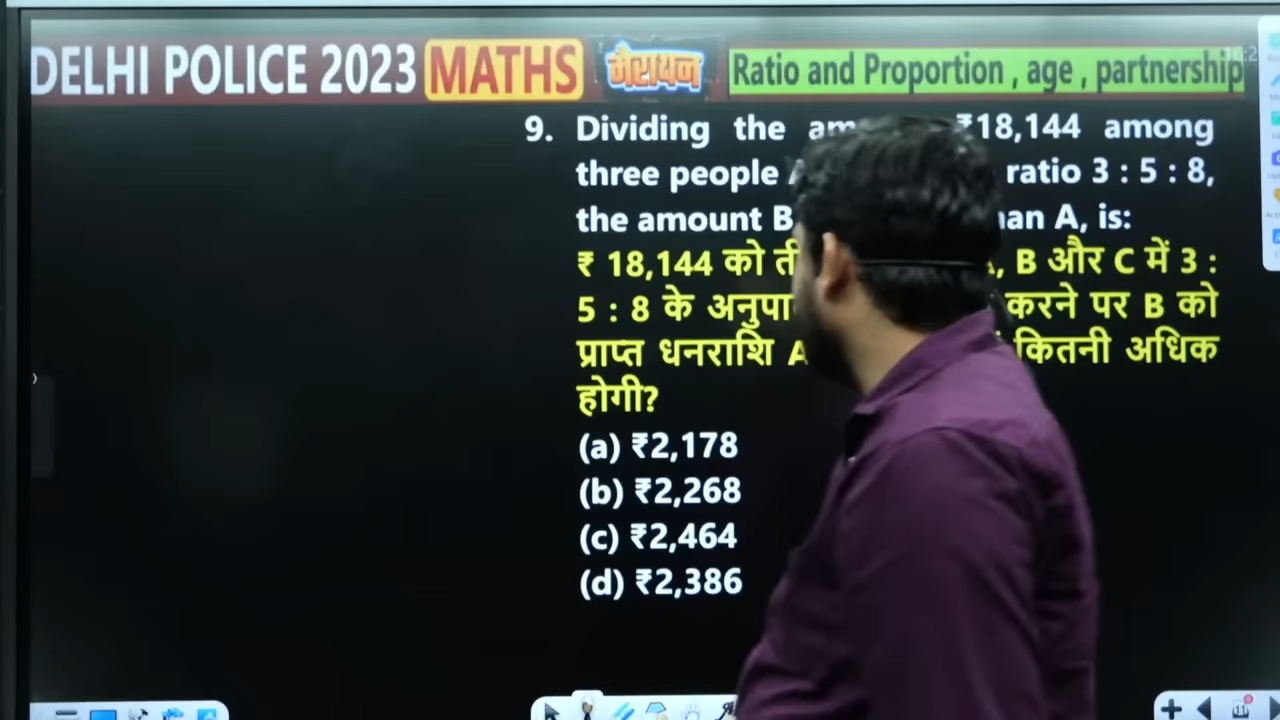 DELHI POLICE 2023 MATHS मैराथन Ratio and Proportion , age , partnership
9. Dividing the ₹18,144 among
three people ratio 3 : 5 : 8,
the amount B A, is:
₹ 18,144 को B और C में 3 :
5 : 8 के करने पर B को
प्राप्त धनराशि A कितनी अधिक
होगी?
(a) ₹2,178
(b) ₹2,268
(c) ₹2,464
(d) ₹2,386